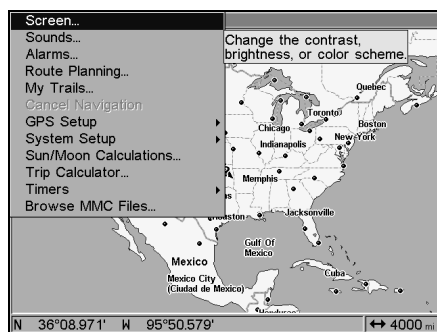 Screen...
Sounds...
Alarms...
Route Planning...
My Trails...
Cancel Navigation
GPS Setup
System Setup
Sun/Moon Calculations...
Trip Calculator...
Timers
Browse MMC Files...
Change the contrast,
brightness, or color scheme.
Quebec
Toronto
Boston
Chicago
New York
Indianapolis
Memphis
Jacksonville
Houston
Gulf Of
Mexico
Mexico
Cuba
Mexico City
(Ciudad de Mexico)
Honduras
N 36°08.971' W 95°50.579' ↔ 4000 mi